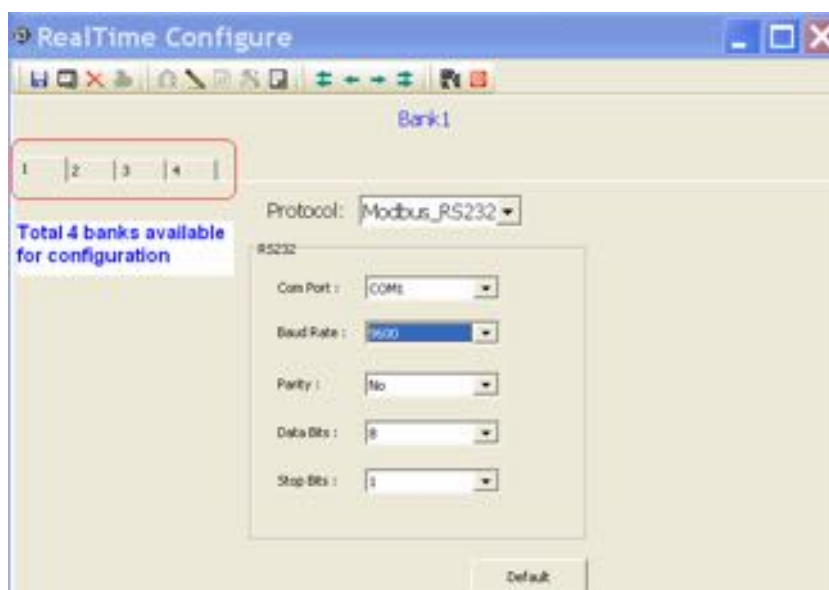 RealTime Configure
Bank1
1 2 3 4
Total 4 banks available
for configuration
Protocol: Modbus_RS232
RS232
Com Port : COM1
Baud Rate : 9600
Parity : No
Data Bits : 8
Stop Bits : 1
Default